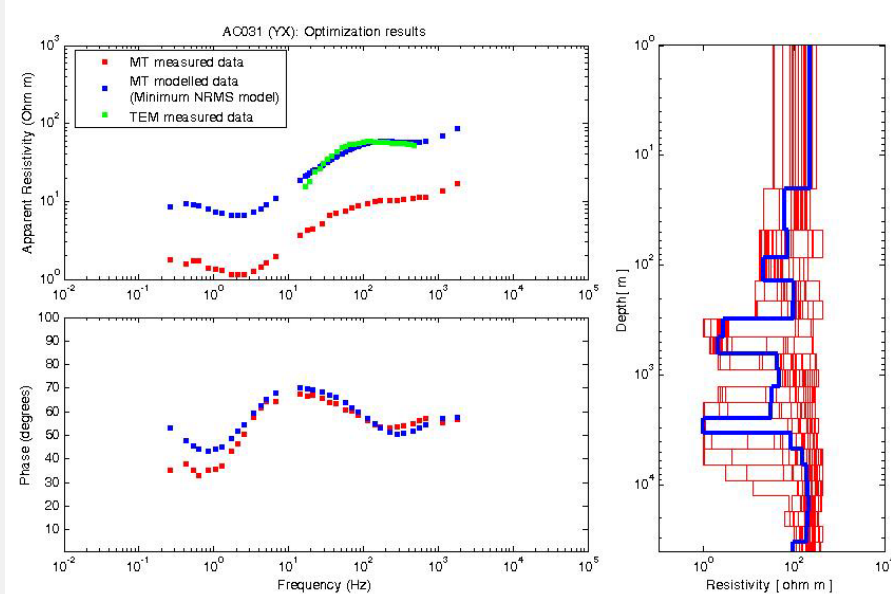 AC031 (YX): Optimization results
Apparent Resistivity (Ohm m)
10^3
10^2
10^1
10^0
MT measured data
MT modelled data
(Minimum NRMS model)
TEM measured data
10^-2 10^-1 10^0 10^1 10^2 10^3 10^4 10^5
Phase (degrees)
100
90
80
70
60
50
40
30
20
10
10^-2 10^-1 10^0 10^1 10^2 10^3 10^4 10^5
Frequency (Hz)
Depth[ m ]
10^0
10^1
10^2
10^3
10^4
10^0 10^2
Resistivity [ ohm m ]